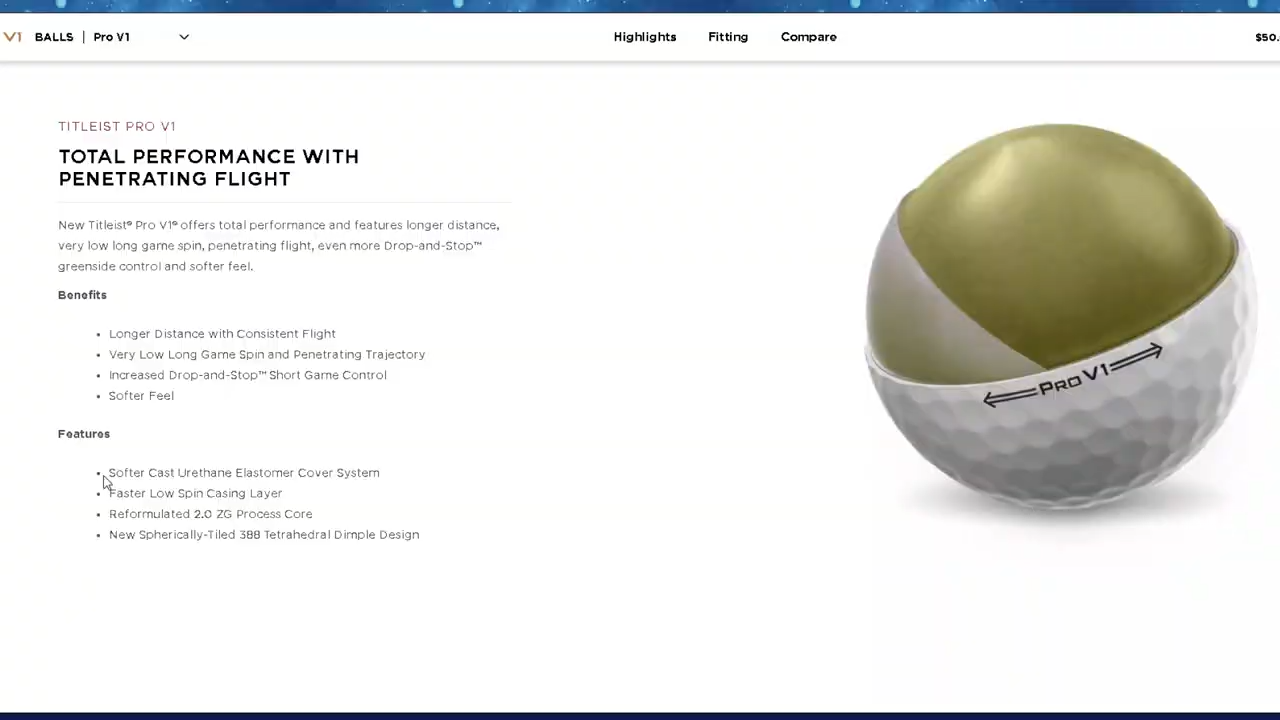 V1 BALLS | Pro V1
Highlights Fitting Compare
$50.
TITLEIST PRO V1
TOTAL PERFORMANCE WITH
PENETRATING FLIGHT
New Titleist® Pro V1® offers total performance and features longer distance,
very low long game spin, penetrating flight, even more Drop-and-Stop™
greenside control and softer feel.
Benefits
• Longer Distance with Consistent Flight
• Very Low Long Game Spin and Penetrating Trajectory
• Increased Drop-and-Stop™ Short Game Control
• Softer Feel
Features
• Softer Cast Urethane Elastomer Cover System
• Faster Low Spin Casing Layer
• Reformulated 2.0 ZG Process Core
• New Spherically-Tiled 388 Tetrahedral Dimple Design
PRO V1